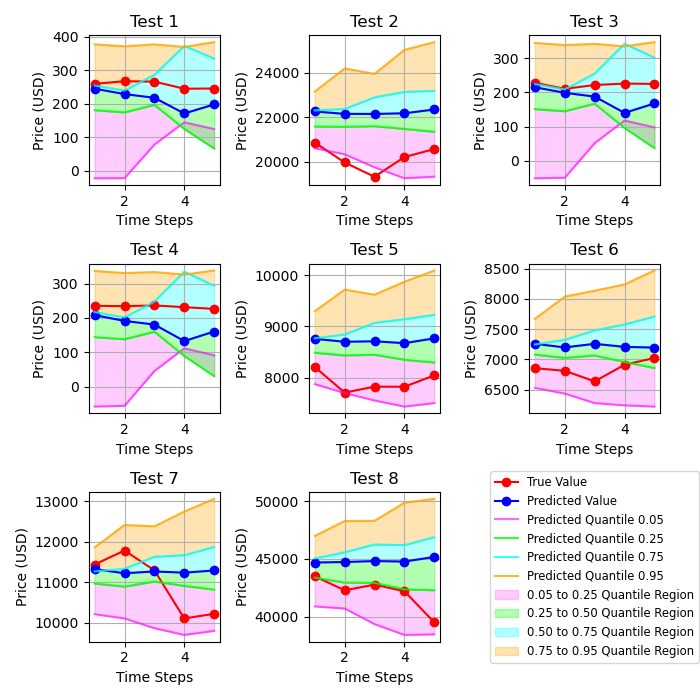 Test 1
Test 2
Test 3
400
300
200
100
0
Price (USD)
2
4
Time Steps
24000
22000
20000
Price (USD)
2
4
Time Steps
300
200
100
0
Price (USD)
2
4
Time Steps
Test 4
Test 5
Test 6
300
200
100
0
Price (USD)
2
4
Time Steps
10000
9000
8000
Price (USD)
2
4
Time Steps
8500
8000
7500
7000
6500
Price (USD)
2
4
Time Steps
Test 7
Test 8
13000
12000
11000
10000
Price (USD)
2
4
Time Steps
50000
45000
40000
Price (USD)
2
4
Time Steps
True Value
Predicted Value
Predicted Quantile 0.05
Predicted Quantile 0.25
Predicted Quantile 0.75
Predicted Quantile 0.95
0.05 to 0.25 Quantile Region
0.25 to 0.50 Quantile Region
0.50 to 0.75 Quantile Region
0.75 to 0.95 Quantile Region